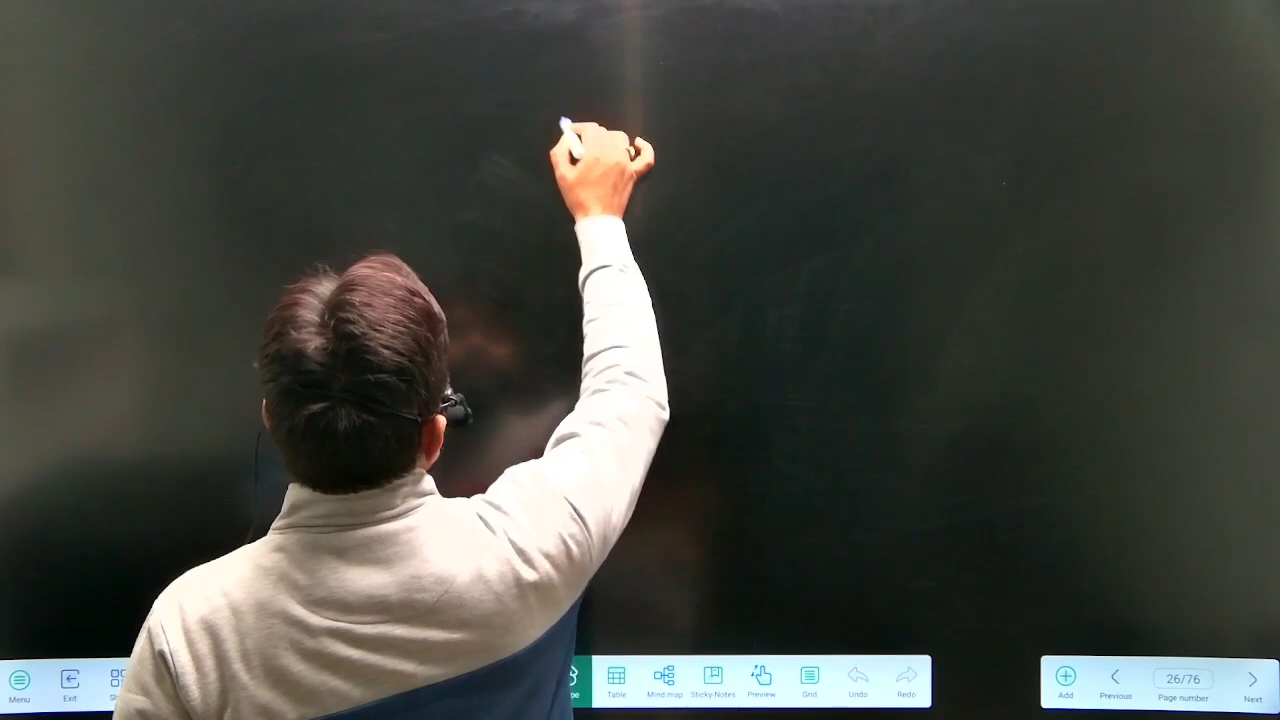 Menu
Exit
Table
Mind map
Sticky-Notes
Preview
Grid
Undo
Redo
Add
Previous
26/76
Page number
Next